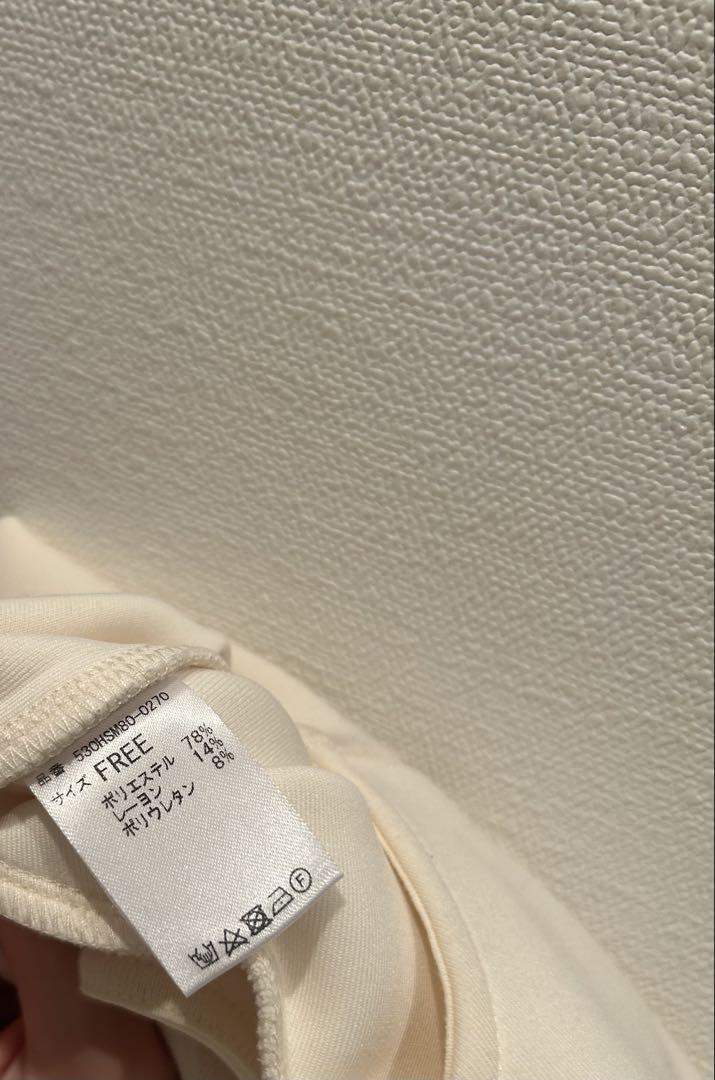 品番 530HSM80-0270
サイズ FREE
ポリエステル 78%
レーヨン 14%
ポリウレタン 8%
F